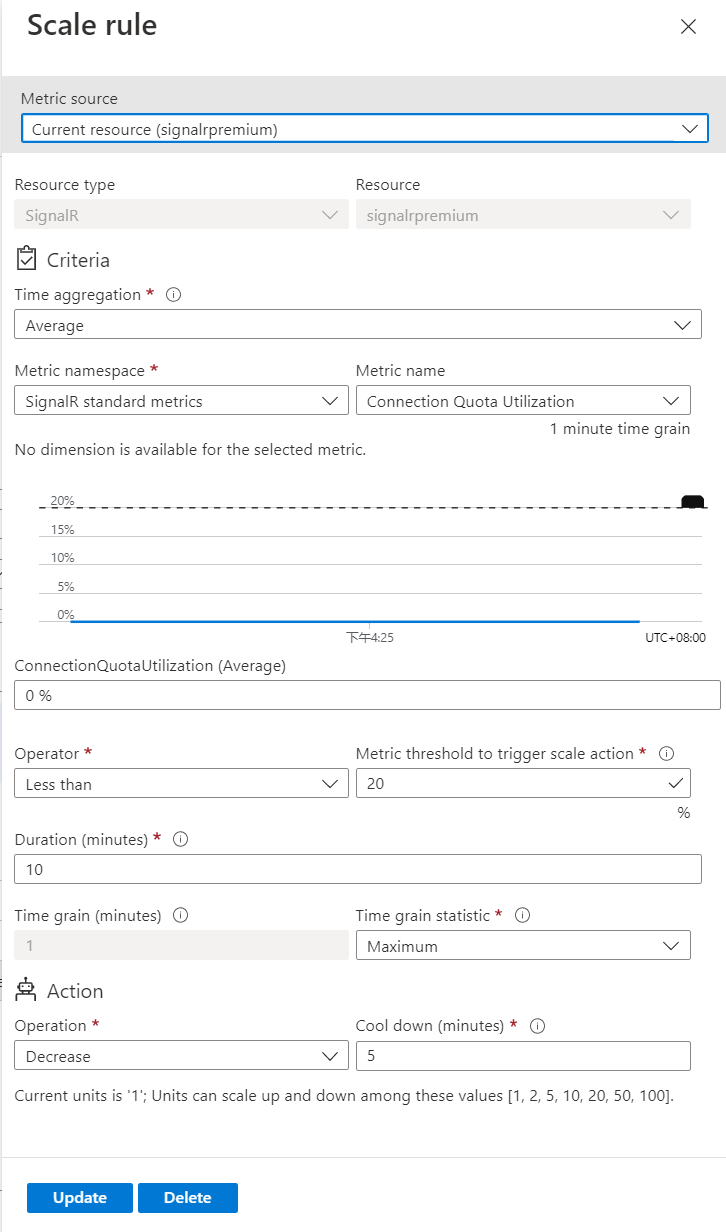 Scale rule
Metric source
Current resource (signalrpremium)
Resource type
Resource
SignalR
signalrpremium
Criteria
Time aggregation *
Average
Metric namespace *
Metric name
SignalR standard metrics
Connection Quota Utilization
1 minute time grain
No dimension is available for the selected metric.
20%
15%
10%
5%
0%
下午4:25
UTC+08:00
ConnectionQuotaUtilization (Average)
0 %
Operator *
Metric threshold to trigger scale action *
Less than
20
%
Duration (minutes) *
10
Time grain (minutes)
Time grain statistic *
1
Maximum
Action
Operation *
Cool down (minutes) *
Decrease
5
Current units is '1'; Units can scale up and down among these values [1, 2, 5, 10, 20, 50, 100].
Update
Delete